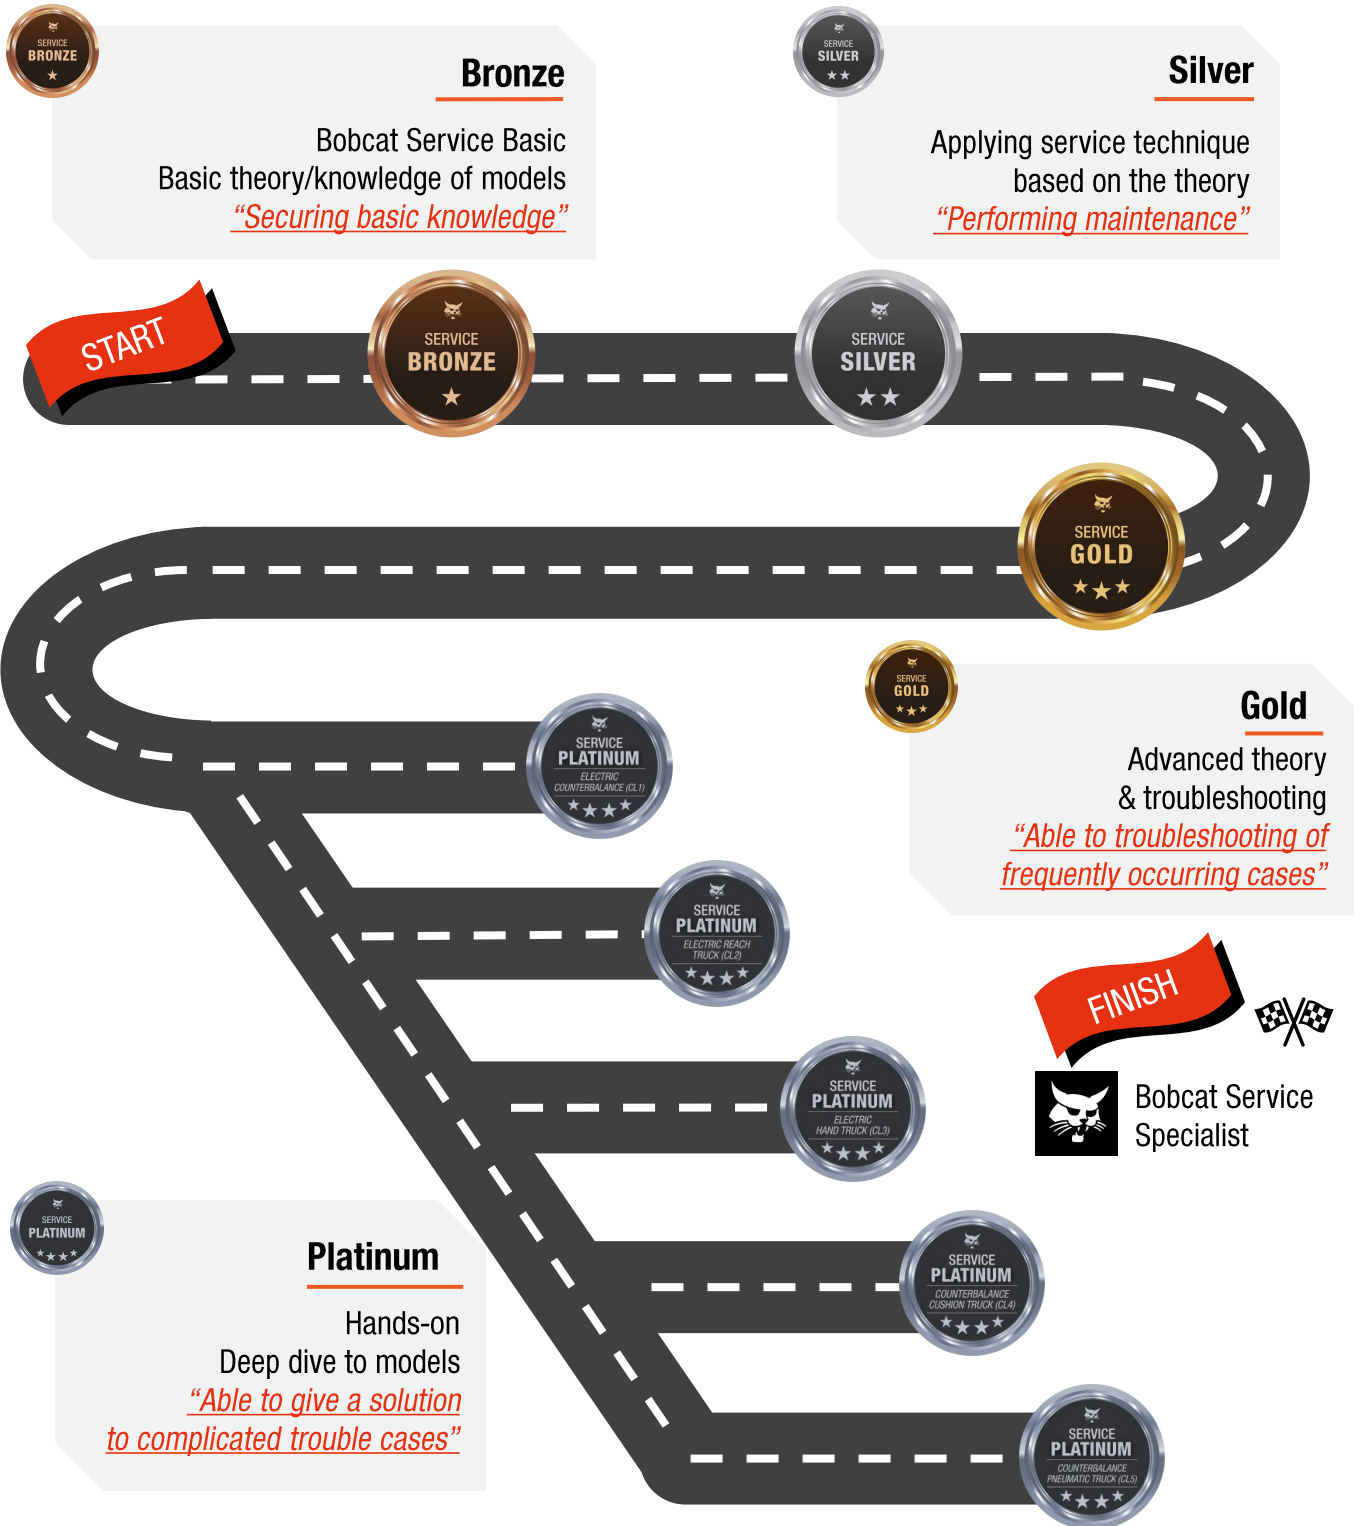 SERVICE
BRONZE
Bronze
Bobcat Service Basic
Basic theory/knowledge of models
“Securing basic knowledge”
SERVICE
SILVER
Silver
Applying service technique
based on the theory
“Performing maintenance”
START
SERVICE
BRONZE
SERVICE
SILVER
SERVICE
GOLD
SERVICE
GOLD
Gold
Advanced theory
& troubleshooting
“Able to troubleshooting of
frequently occurring cases”
SERVICE
PLATINUM
ELECTRIC
COUNTERBALANCE (CL1)
SERVICE
PLATINUM
ELECTRIC REACH
TRUCK (CL2)
FINISH
Bobcat Service
Specialist
SERVICE
PLATINUM
ELECTRIC
HAND TRUCK (CL3)
SERVICE
PLATINUM
Platinum
Hands-on
Deep dive to models
“Able to give a solution
to complicated trouble cases”
SERVICE
PLATINUM
COUNTERBALANCE
CUSHION TRUCK (CL4)
SERVICE
PLATINUM
COUNTERBALANCE
PNEUMATIC TRUCK (CL5)